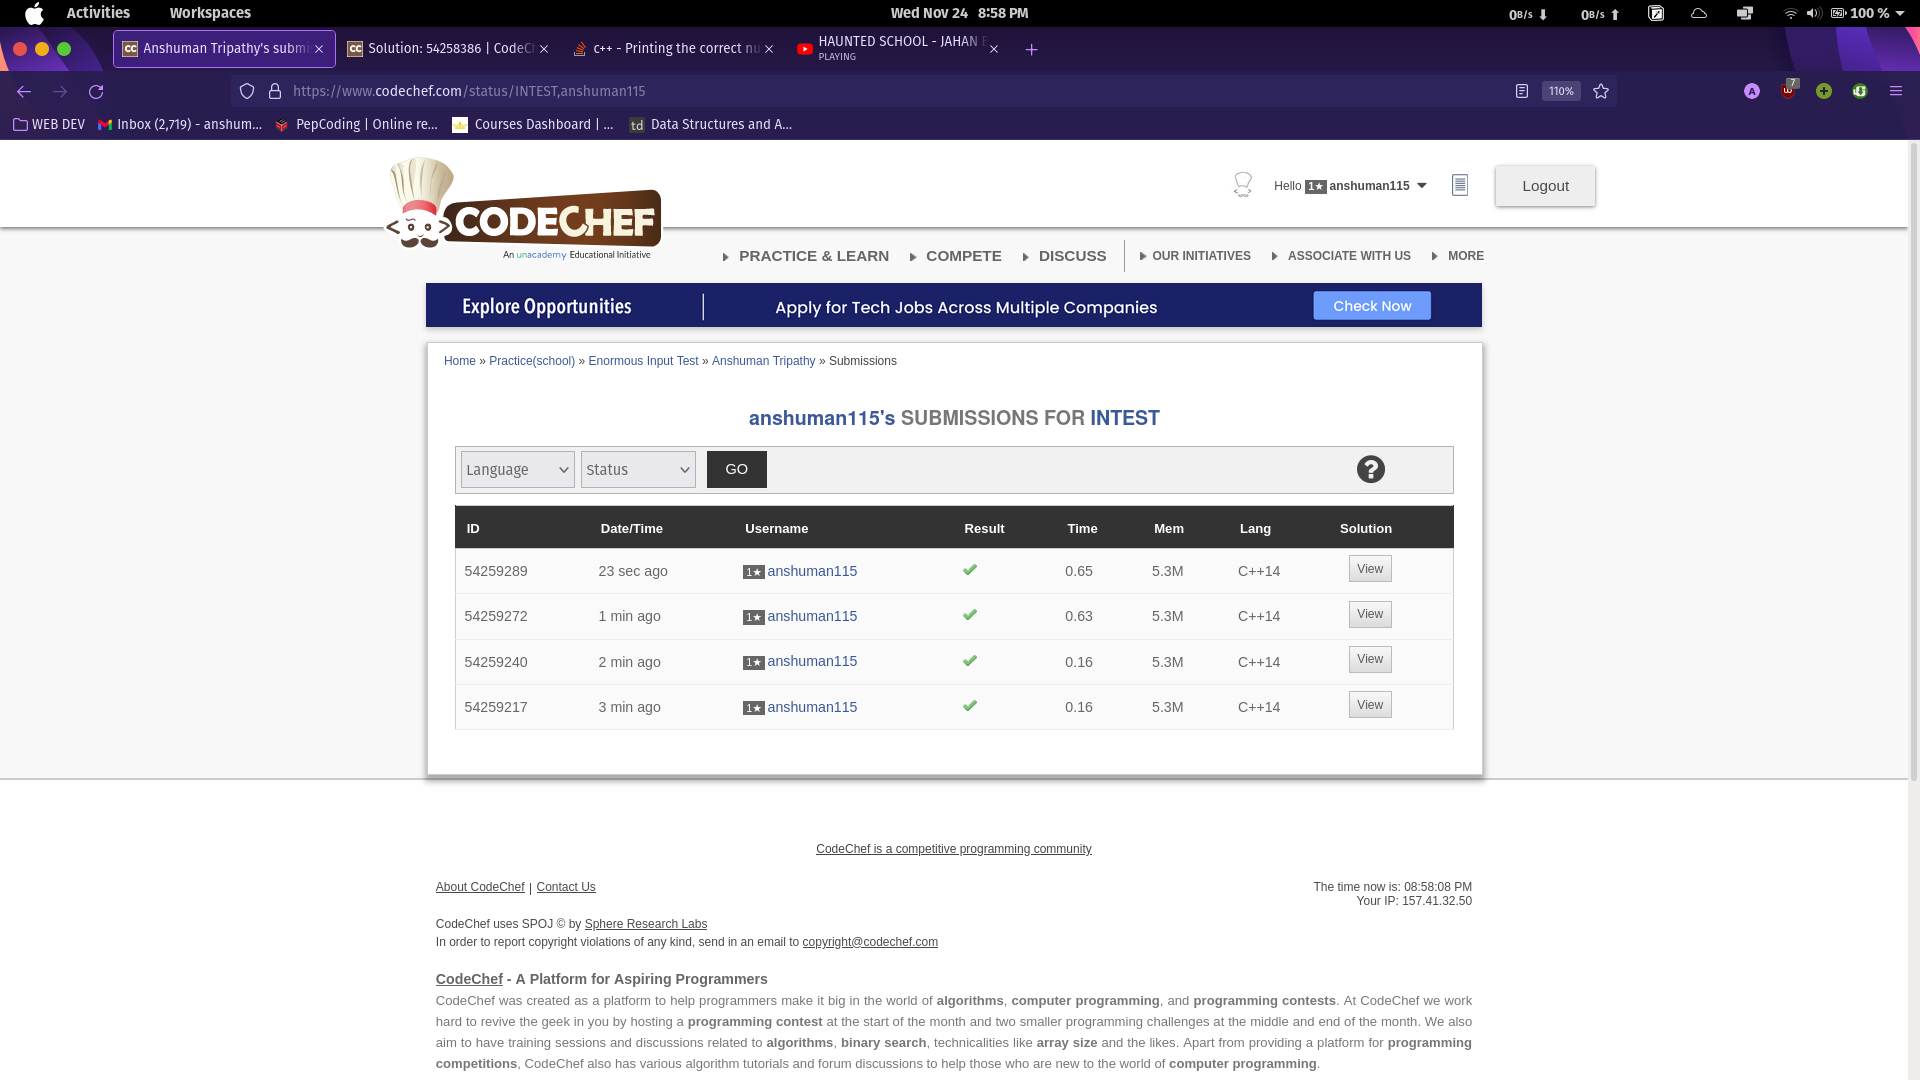 Activities Workspaces Wed Nov 24 8:58 PM 0B/s 0B/s 100 %
Anshuman Tripathy's submi Solution: 54258386 | CodeC c++ - Printing the correct nu HAUNTED SCHOOL - JAHAN
PLAYING
https://www.codechef.com/status/INTEST,anshuman115 110%
WEB DEV Inbox (2,719) - anshum... PepCoding | Online re... Courses Dashboard | ... td Data Structures and A...
CODECHEF
An unacademy Educational Initiative
Hello 1★ anshuman115 Logout
PRACTICE & LEARN COMPETE DISCUSS OUR INITIATIVES ASSOCIATE WITH US MORE
Explore Opportunities Apply for Tech Jobs Across Multiple Companies Check Now
Home » Practice(school) » Enormous Input Test » Anshuman Tripathy » Submissions
anshuman115's SUBMISSIONS FOR INTEST
Language Status GO ?
ID Date/Time Username Result Time Mem Lang Solution
54259289 23 sec ago 1★ anshuman115 0.65 5.3M C++14 View
54259272 1 min ago 1★ anshuman115 0.63 5.3M C++14 View
54259240 2 min ago 1★ anshuman115 0.16 5.3M C++14 View
54259217 3 min ago 1★ anshuman115 0.16 5.3M C++14 View
CodeChef is a competitive programming community
About CodeChef | Contact Us The time now is: 08:58:08 PM
Your IP: 157.41.32.50
CodeChef uses SPOJ © by Sphere Research Labs
In order to report copyright violations of any kind, send in an email to copyright@codechef.com
CodeChef - A Platform for Aspiring Programmers
CodeChef was created as a platform to help programmers make it big in the world of algorithms, computer programming, and programming contests. At CodeChef we work
hard to revive the geek in you by hosting a programming contest at the start of the month and two smaller programming challenges at the middle and end of the month. We also
aim to have training sessions and discussions related to algorithms, binary search, technicalities like array size and the likes. Apart from providing a platform for programming
competitions, CodeChef also has various algorithm tutorials and forum discussions to help those who are new to the world of computer programming.